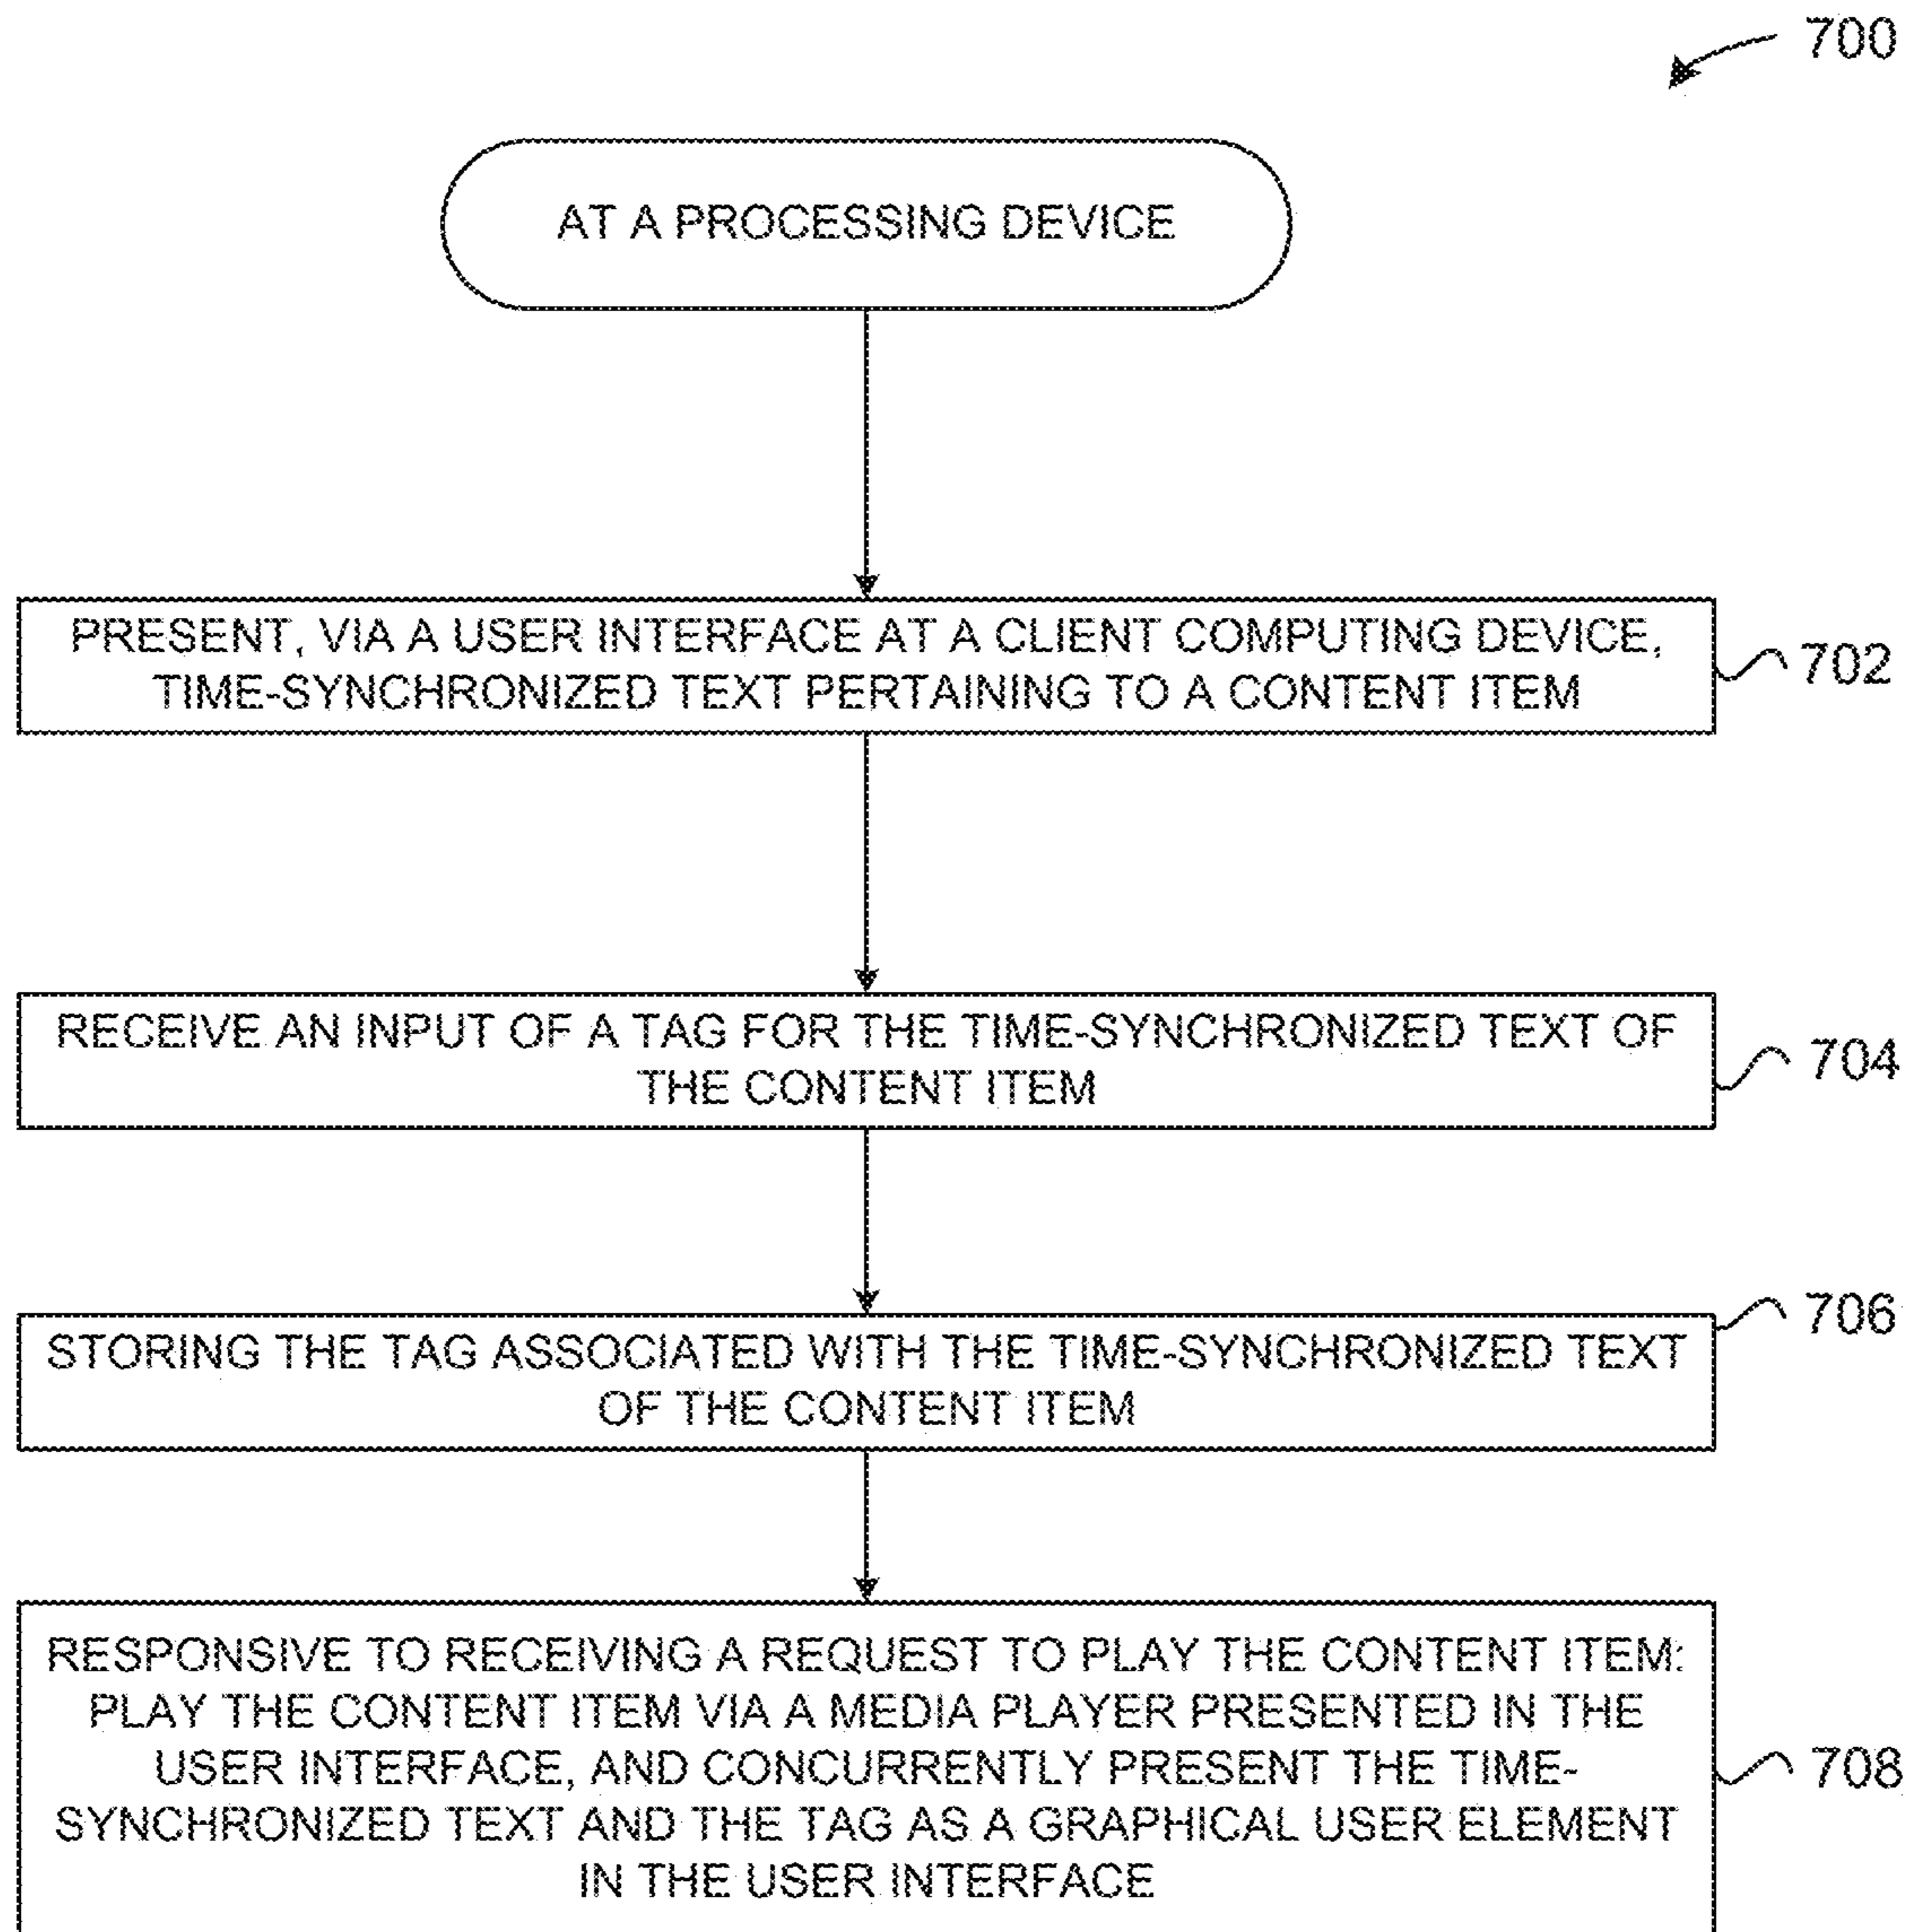 700
AT A PROCESSING DEVICE
PRESENT, VIA A USER INTERFACE AT A CLIENT COMPUTING DEVICE,
TIME-SYNCHRONIZED TEXT PERTAINING TO A CONTENT ITEM
702
RECEIVE AN INPUT OF A TAG FOR THE TIME-SYNCHRONIZED TEXT OF
THE CONTENT ITEM
704
STORING THE TAG ASSOCIATED WITH THE TIME-SYNCHRONIZED TEXT
OF THE CONTENT ITEM
706
RESPONSIVE TO RECEIVING A REQUEST TO PLAY THE CONTENT ITEM:
PLAY THE CONTENT ITEM VIA A MEDIA PLAYER PRESENTED IN THE
USER INTERFACE, AND CONCURRENTLY PRESENT THE TIME-
SYNCHRONIZED TEXT AND THE TAG AS A GRAPHICAL USER ELEMENT
IN THE USER INTERFACE
708